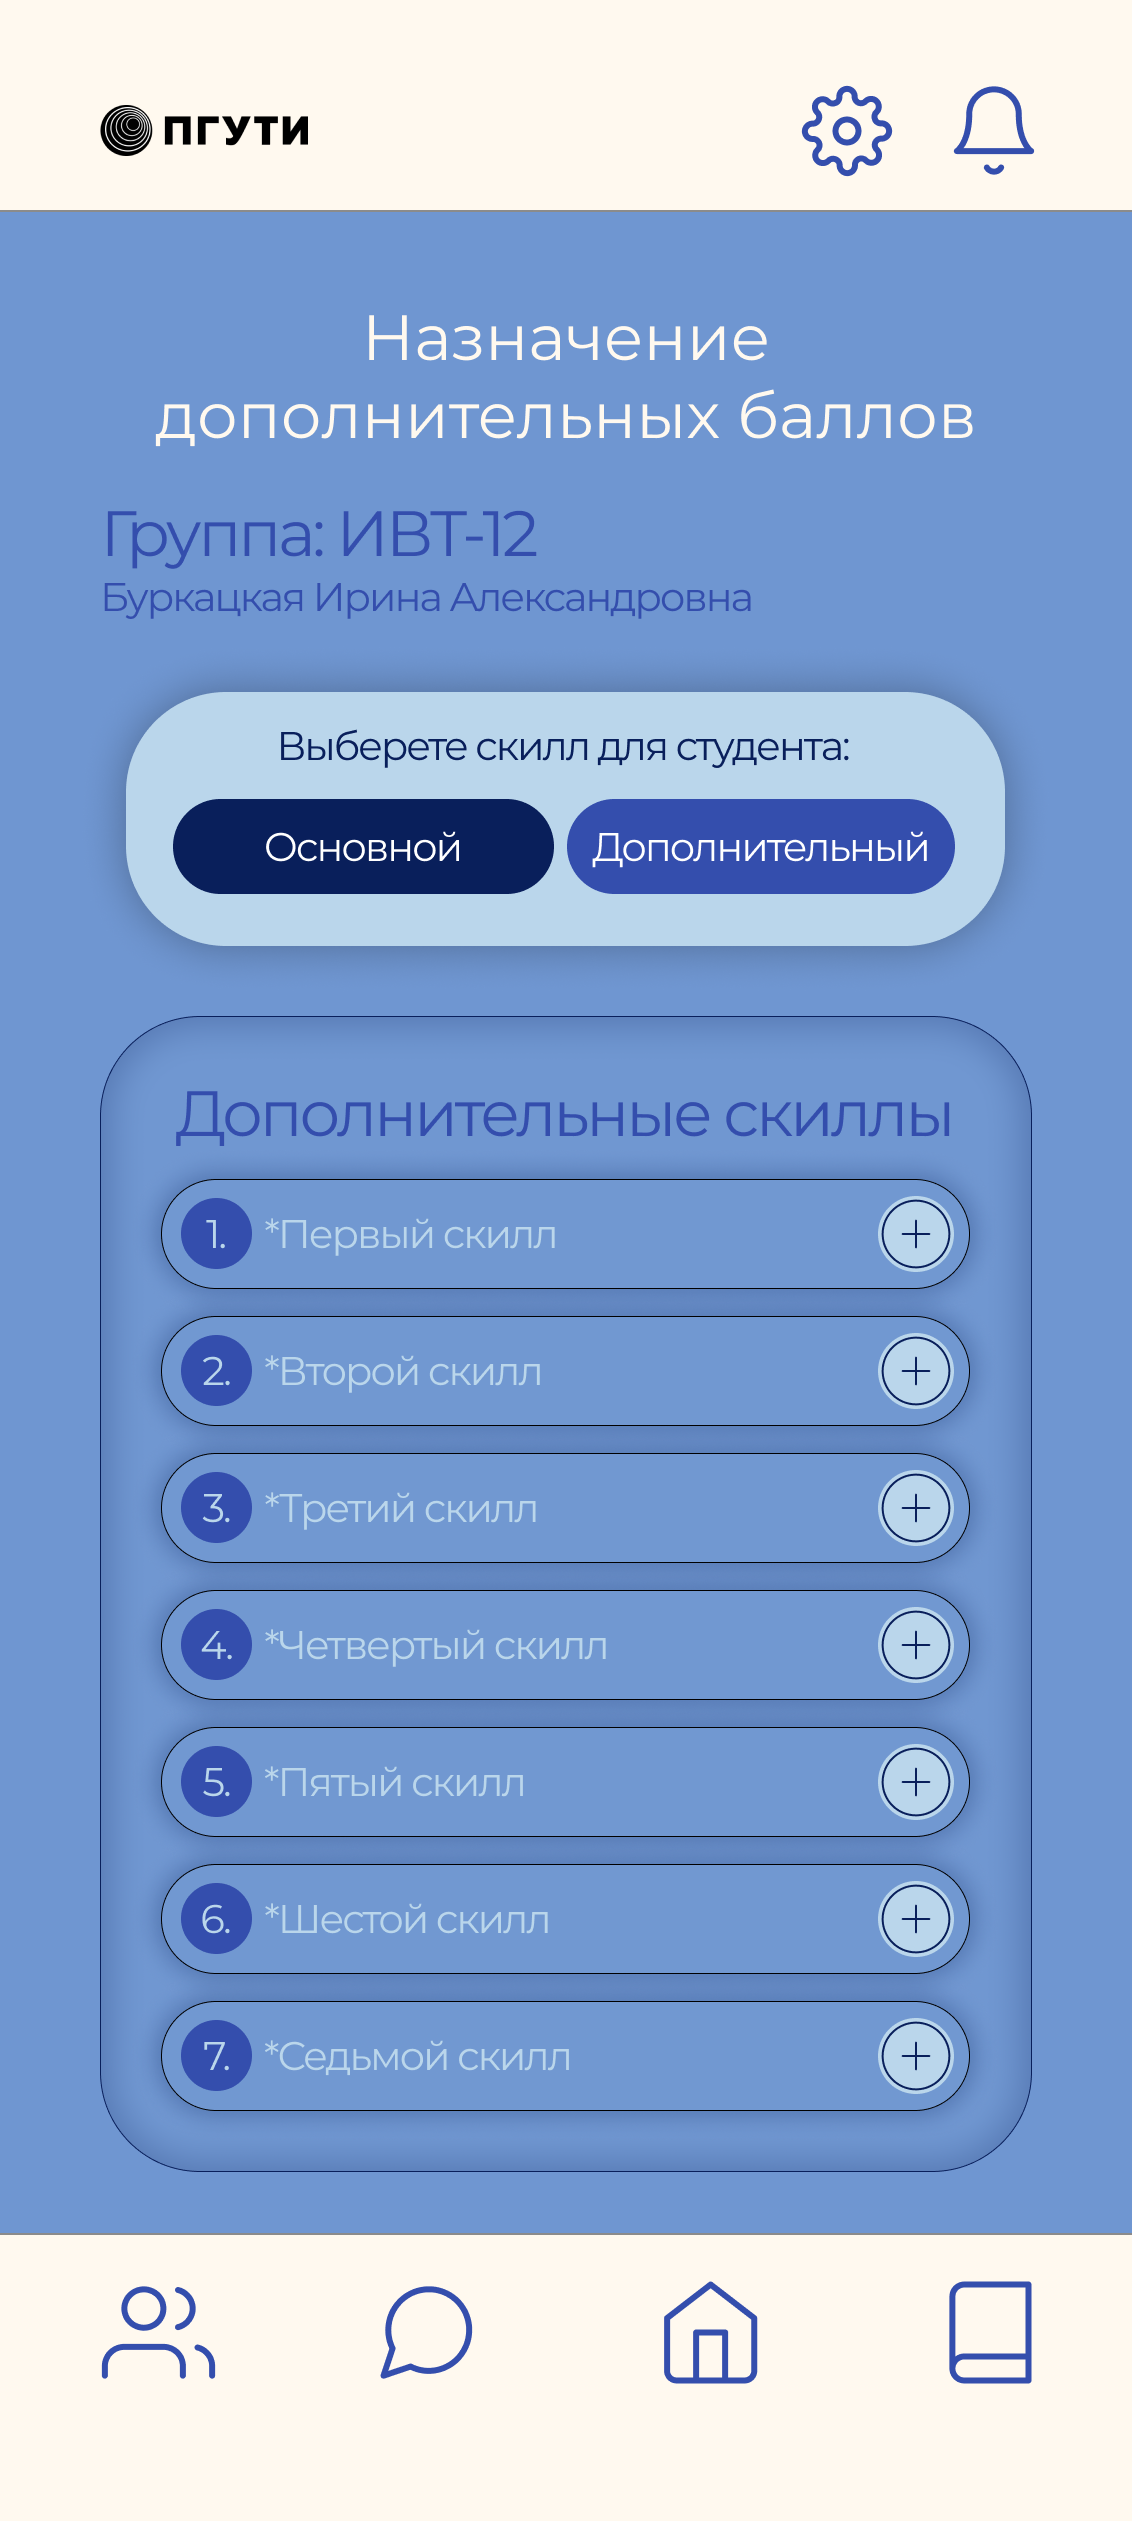 ПГУТИ
Назначение
дополнительных баллов
Группа: ИВТ-12
Буркацкая Ирина Александровна
Выберете скилл для студента:
Основной Дополнительный
Дополнительные скиллы
1. *Первый скилл
2. *Второй скилл
3. *Третий скилл
4. *Четвертый скилл
5. *Пятый скилл
6. *Шестой скилл
7. *Седьмой скилл